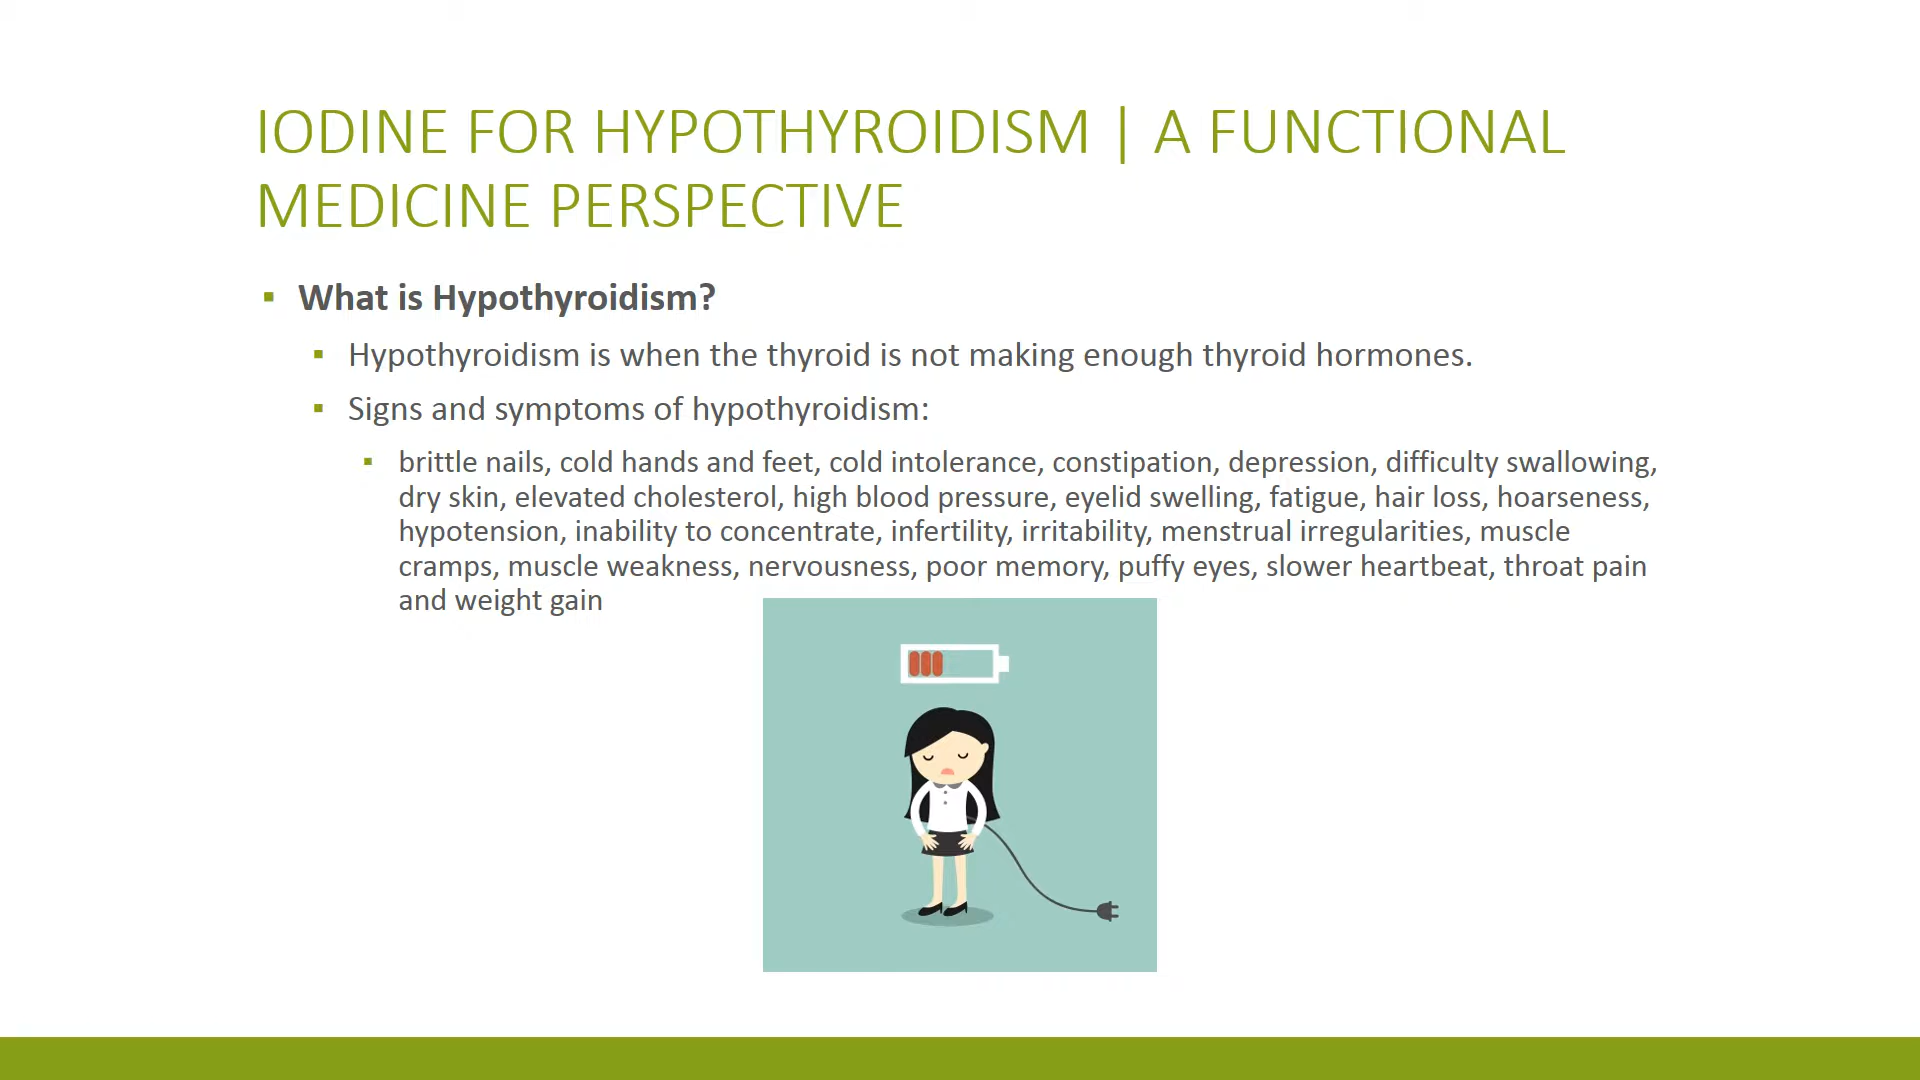 IODINE FOR HYPOTHYROIDISM | A FUNCTIONAL
MEDICINE PERSPECTIVE
What is Hypothyroidism?
Hypothyroidism is when the thyroid is not making enough thyroid hormones.
Signs and symptoms of hypothyroidism:
brittle nails, cold hands and feet, cold intolerance, constipation, depression, difficulty swallowing,
dry skin, elevated cholesterol, high blood pressure, eyelid swelling, fatigue, hair loss, hoarseness,
hypotension, inability to concentrate, infertility, irritability, menstrual irregularities, muscle
cramps, muscle weakness, nervousness, poor memory, puffy eyes, slower heartbeat, throat pain
and weight gain